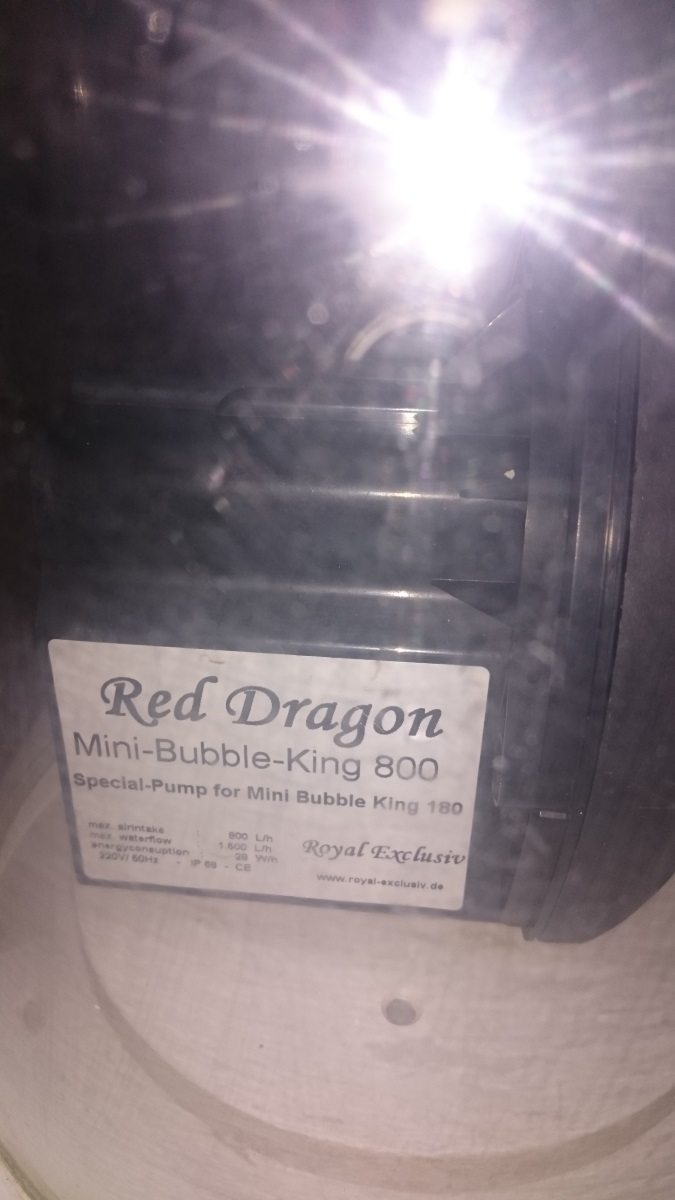 Red Dragon
Mini-Bubble-King 800
Special-Pump for Mini Bubble King 180
max. airintake : 800 L/h
max. waterflow : 1.500 L/h
energyconsuption : 28 W/h
220V/ 50Hz - IP 68 - CE
Royal Exclusiv
www.royal-exclusiv.de